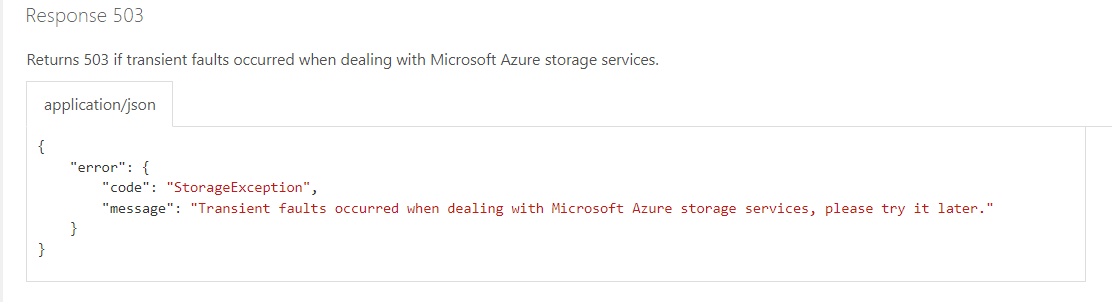 Response 503
Returns 503 if transient faults occurred when dealing with Microsoft Azure storage services.
application/json
{
"error": {
"code": "StorageException",
"message": "Transient faults occurred when dealing with Microsoft Azure storage services, please try it later."
}
}